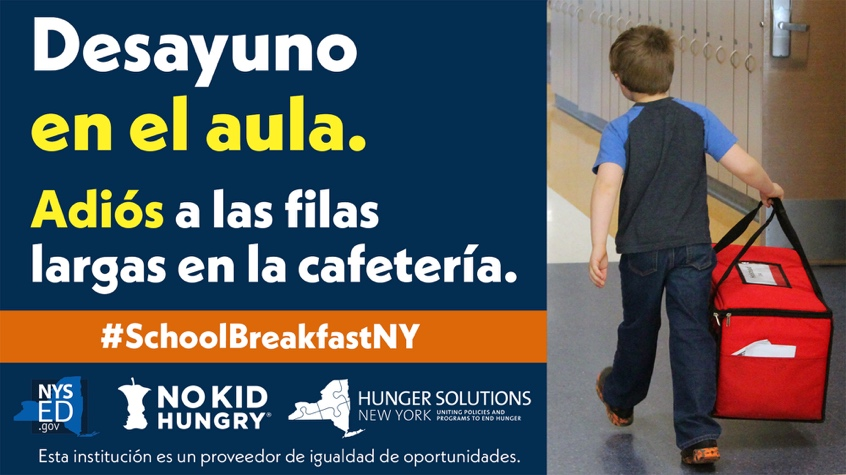 Desayuno
en el aula.
Adiós a las filas
largas en la cafetería.
#SchoolBreakfastNY
NYS
ED
.gov
NO KID
HUNGRY®
HUNGER SOLUTIONS
NEW YORK
UNITING POLICIES AND
PROGRAMS TO END HUNGER
Esta institución es un proveedor de igualdad de oportunidades.